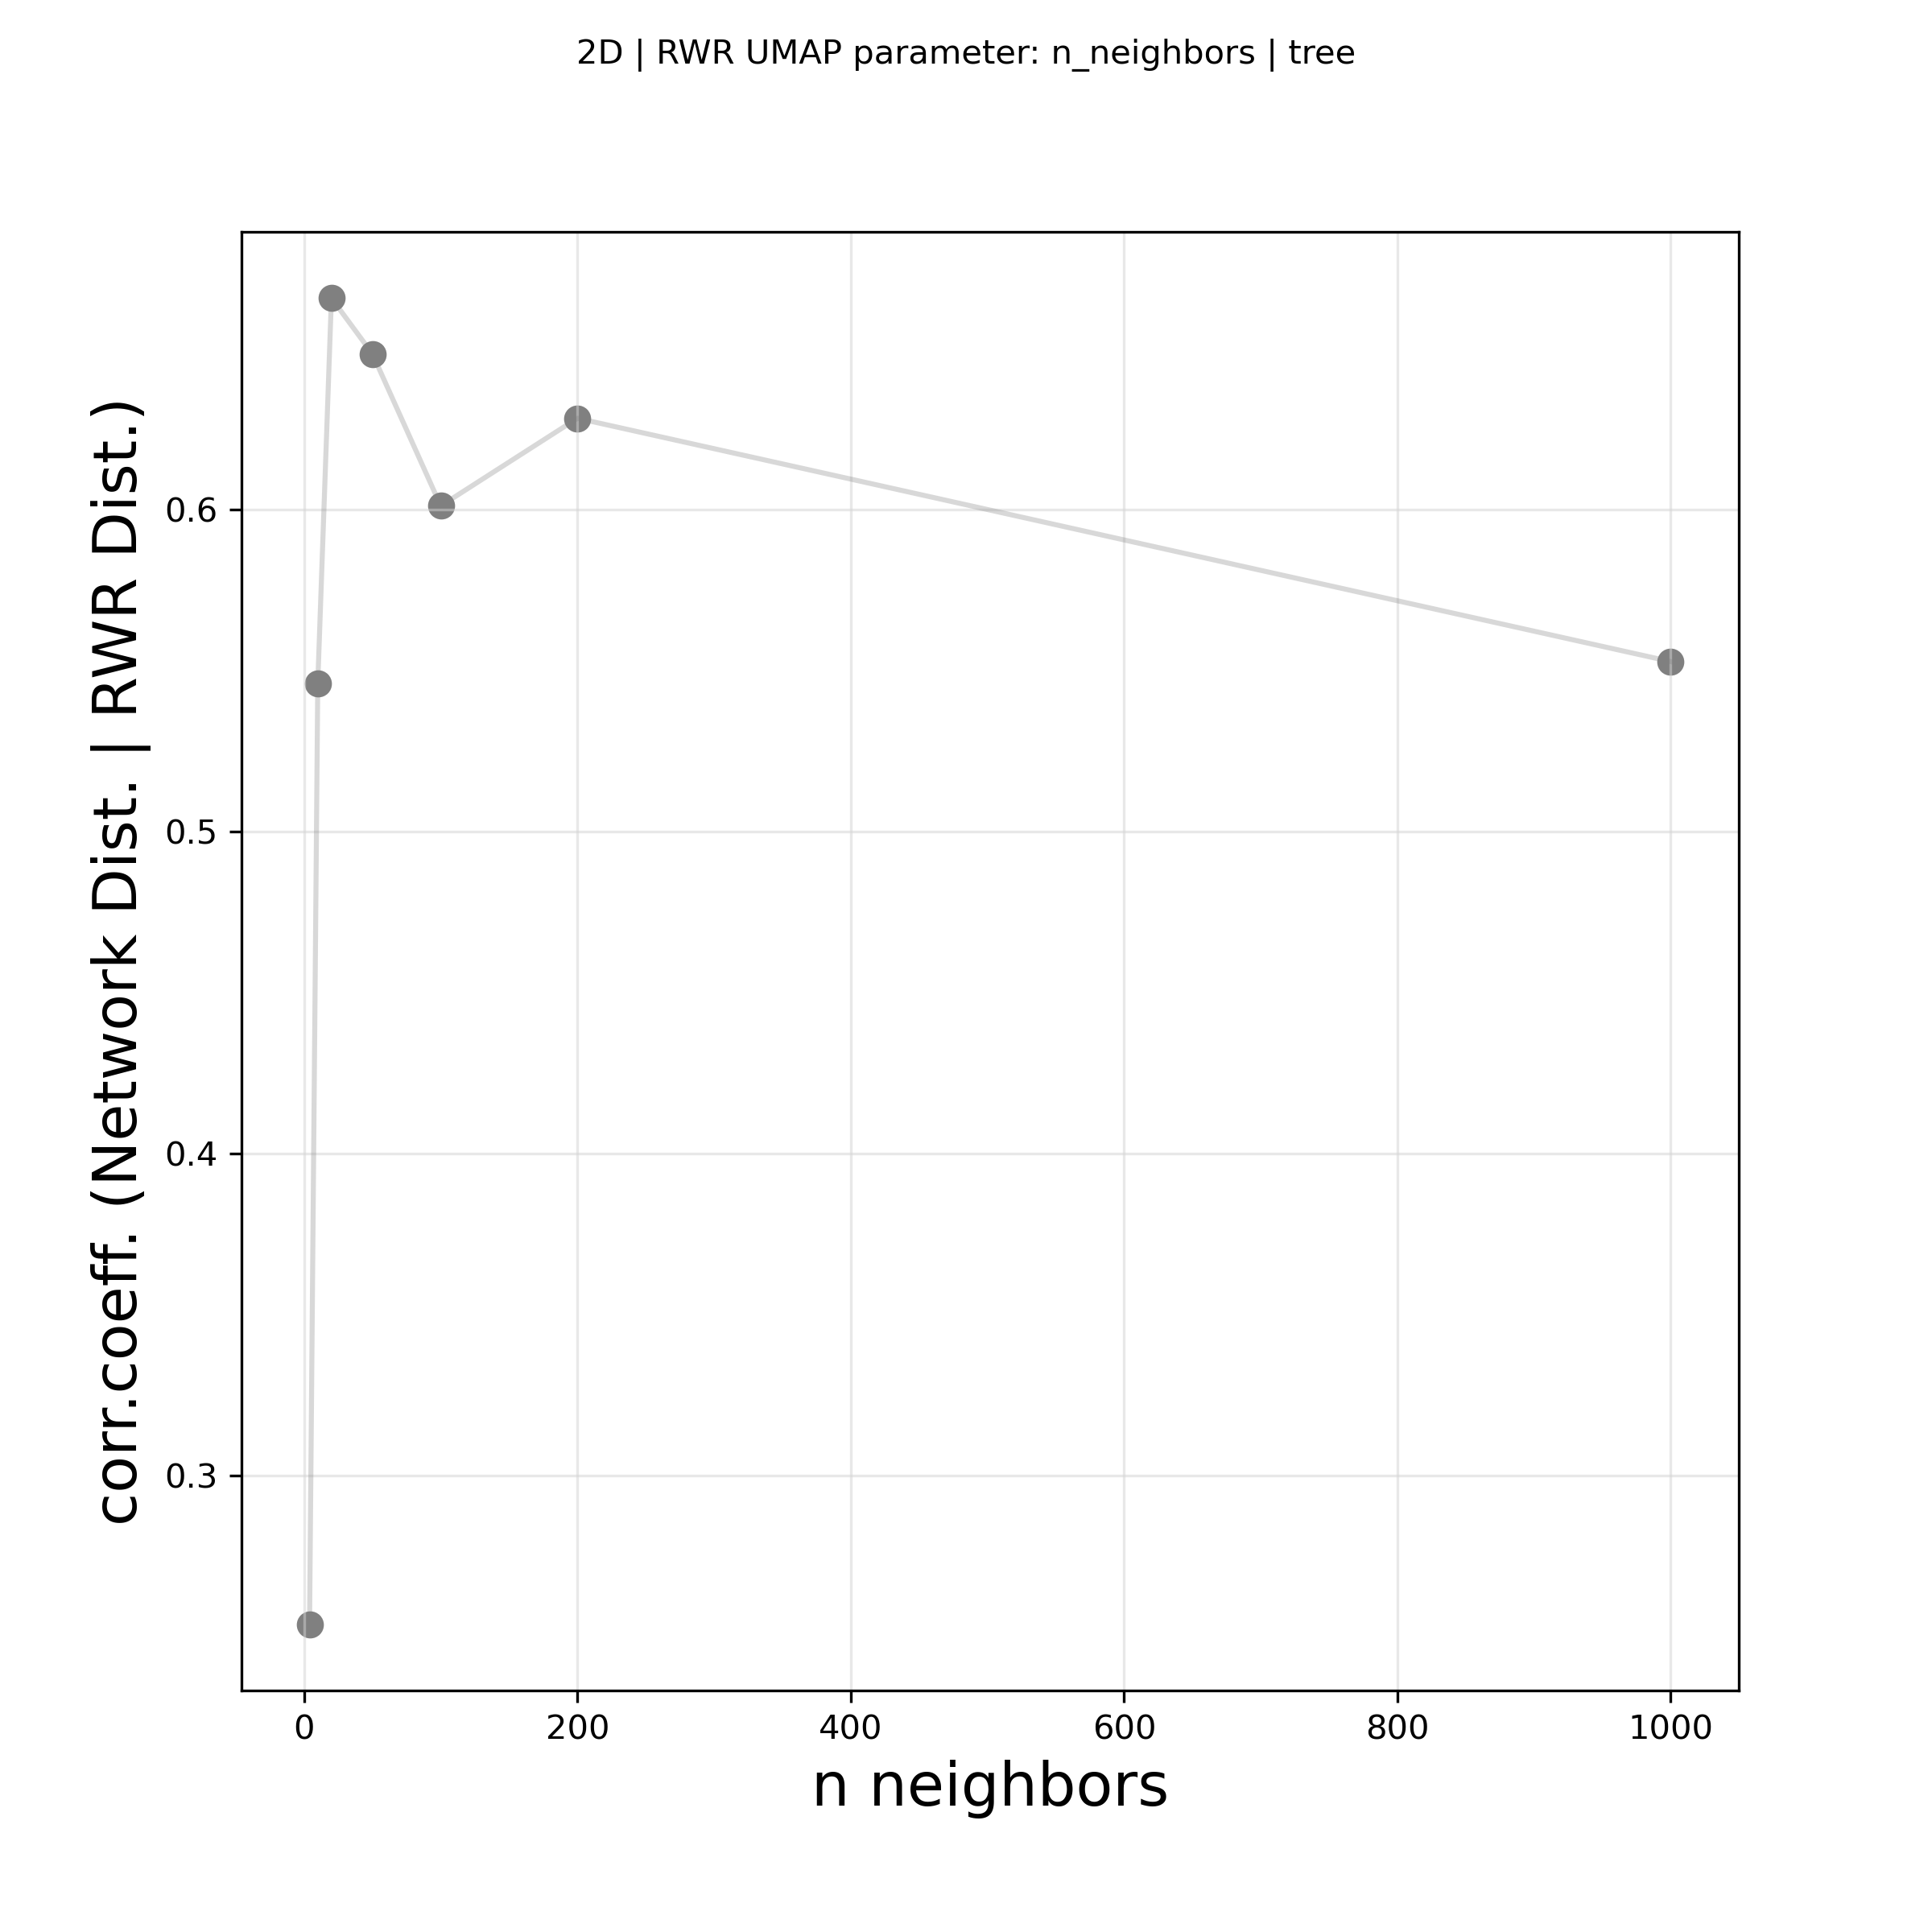 2D | RWR UMAP parameter: n_neighbors | tree
corr.coeff. (Network Dist. | RWR Dist.)
0.6
0.5
0.4
0.3
0 200 400 600 800 1000
n neighbors